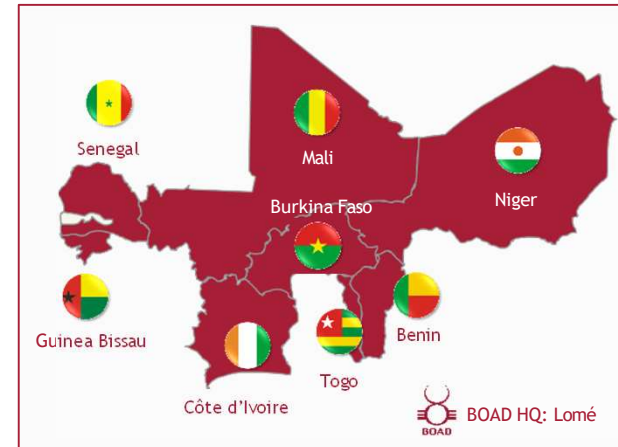 Senegal
Mali
Niger
Burkina Faso
Guinea Bissau
Benin
Togo
Côte d’Ivoire
BOAD
BOAD HQ: Lomé